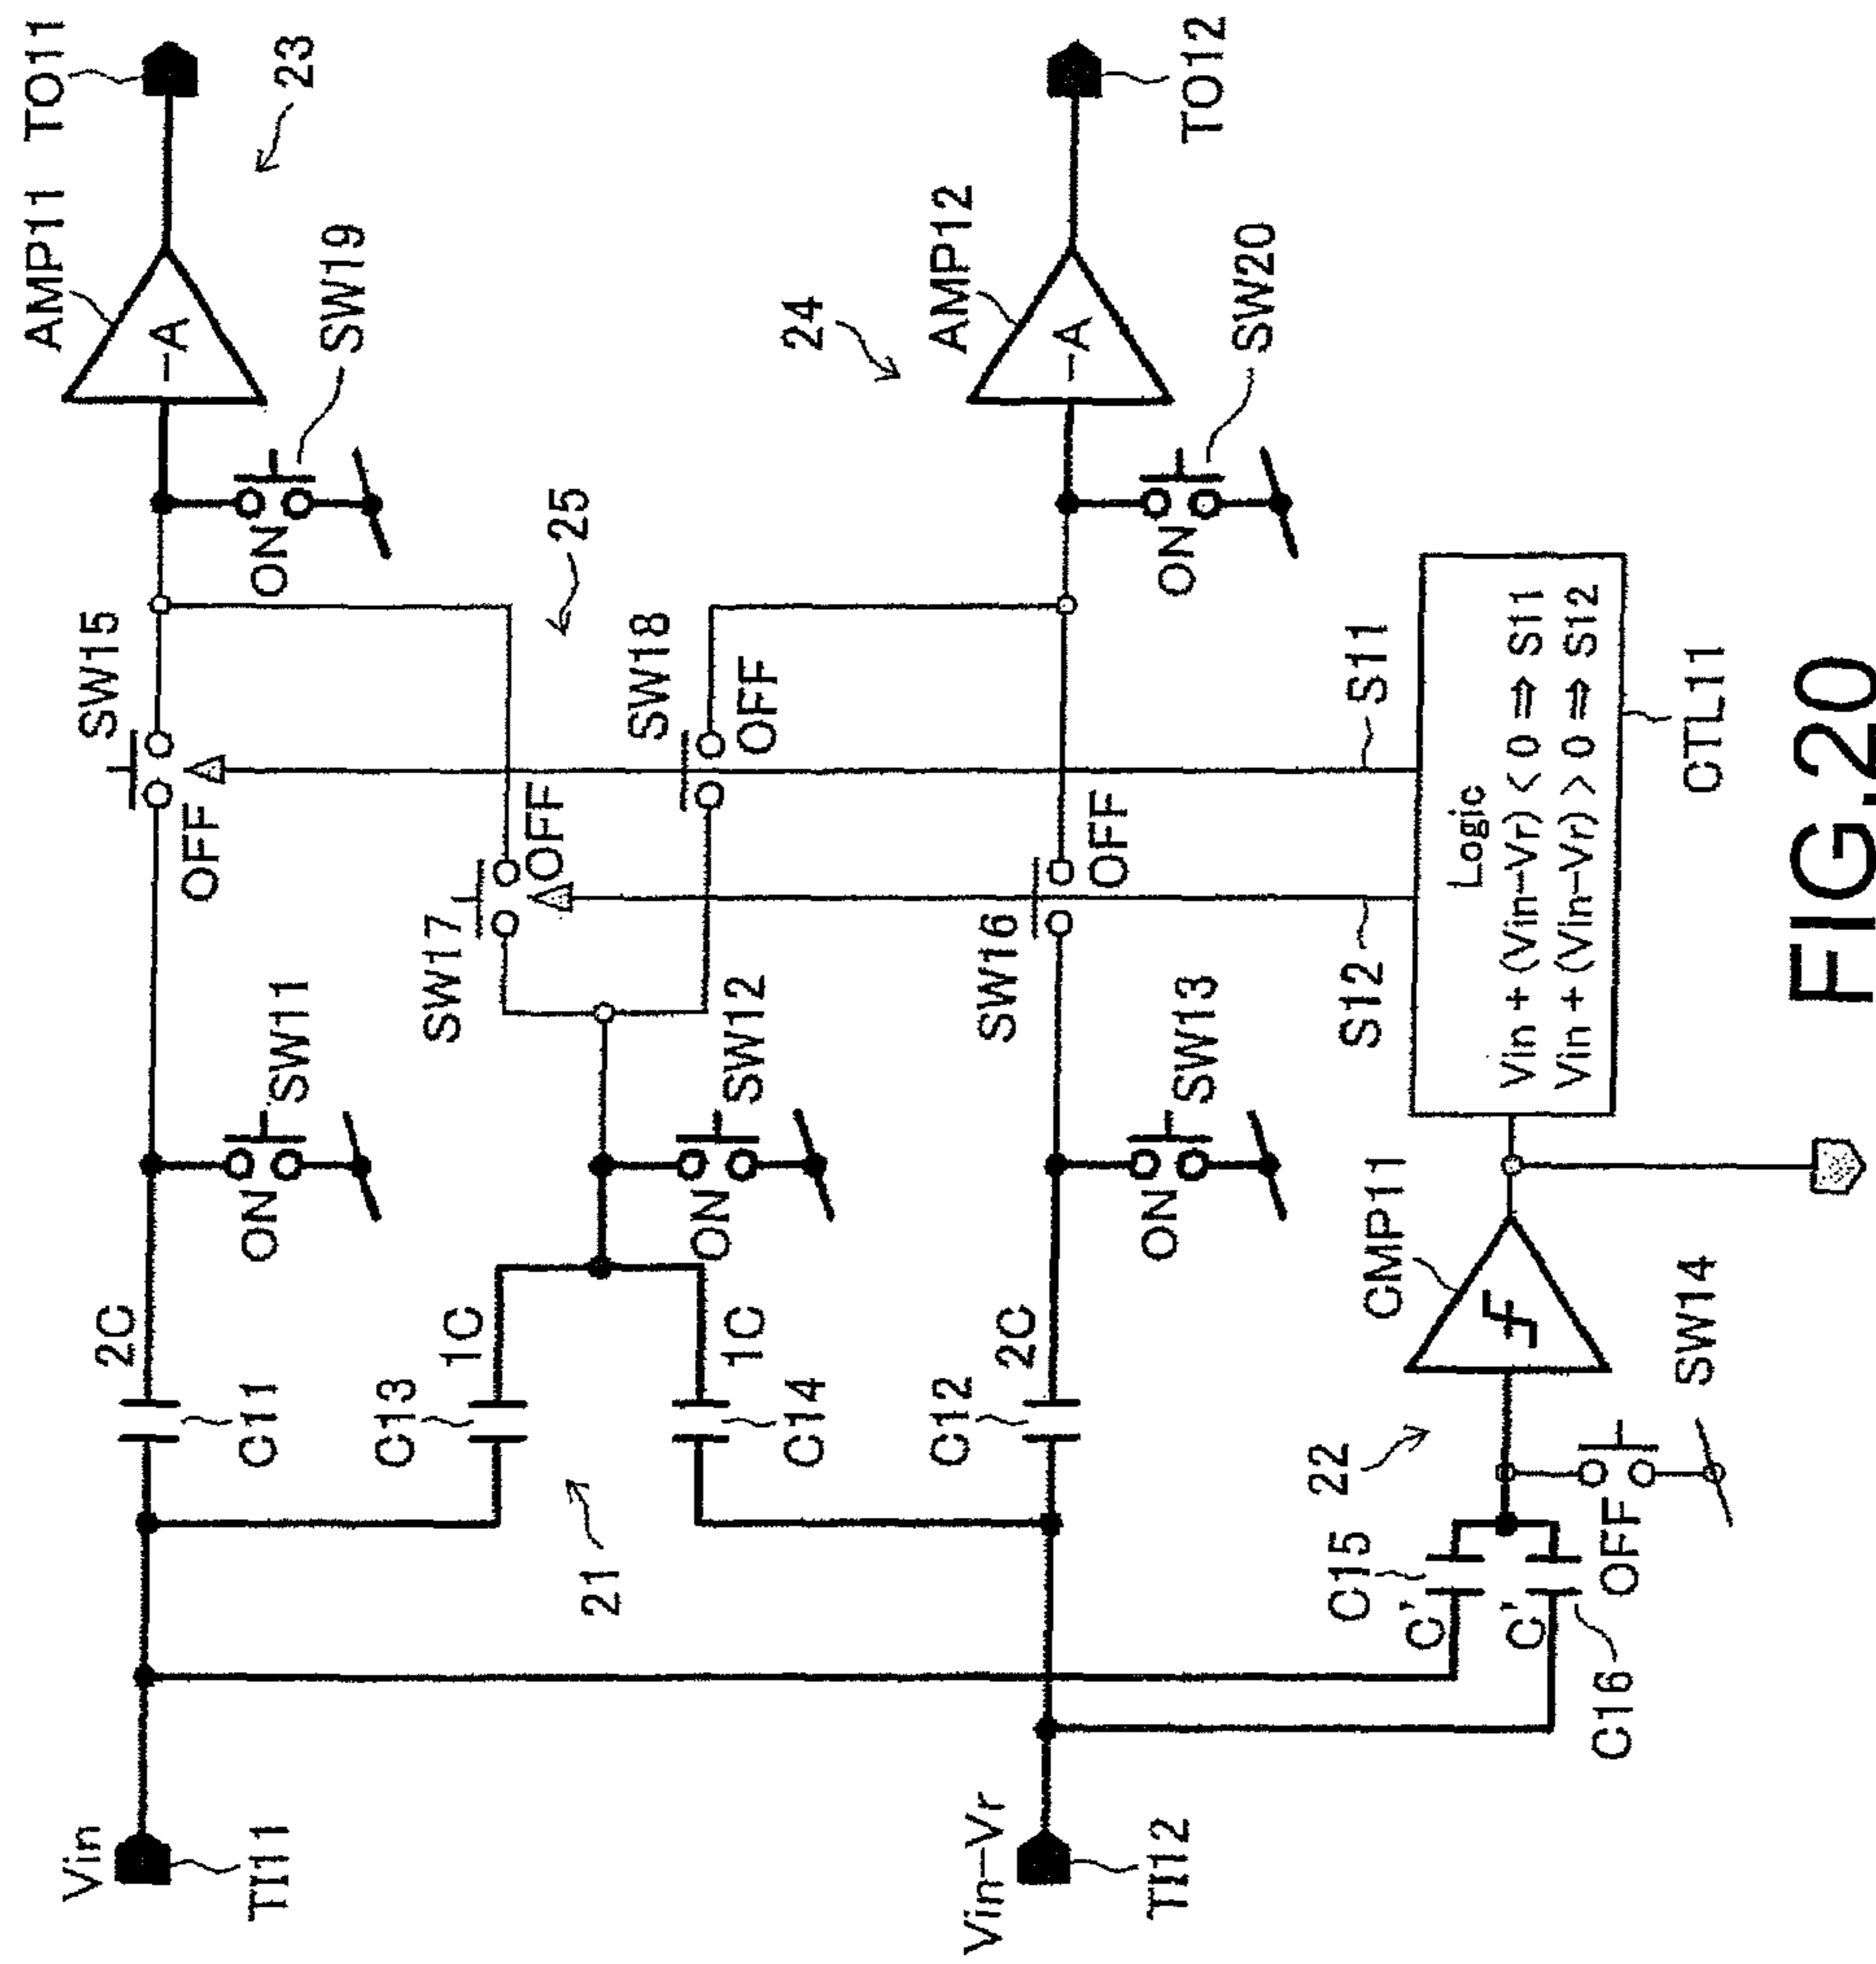 Vin
TI11
2C
C11
ON
SW11
OFF
SW15
ON
SW19
AMP11
-A
TO11
23
C13
1C
SW17
OFF
25
21
C14
1C
ON
SW12
SW18
OFF
24
Vin-Vr
TI12
C12
2C
ON
SW13
SW16
OFF
ON
SW20
AMP12
-A
TO12
S12
S11
C15
C'
C'
C16
22
OFF
SW14
CMP11
Logic
Vin + (Vin-Vr) < 0 ⇒ S11
Vin + (Vin-Vr) > 0 ⇒ S12
CTL11
FIG.20